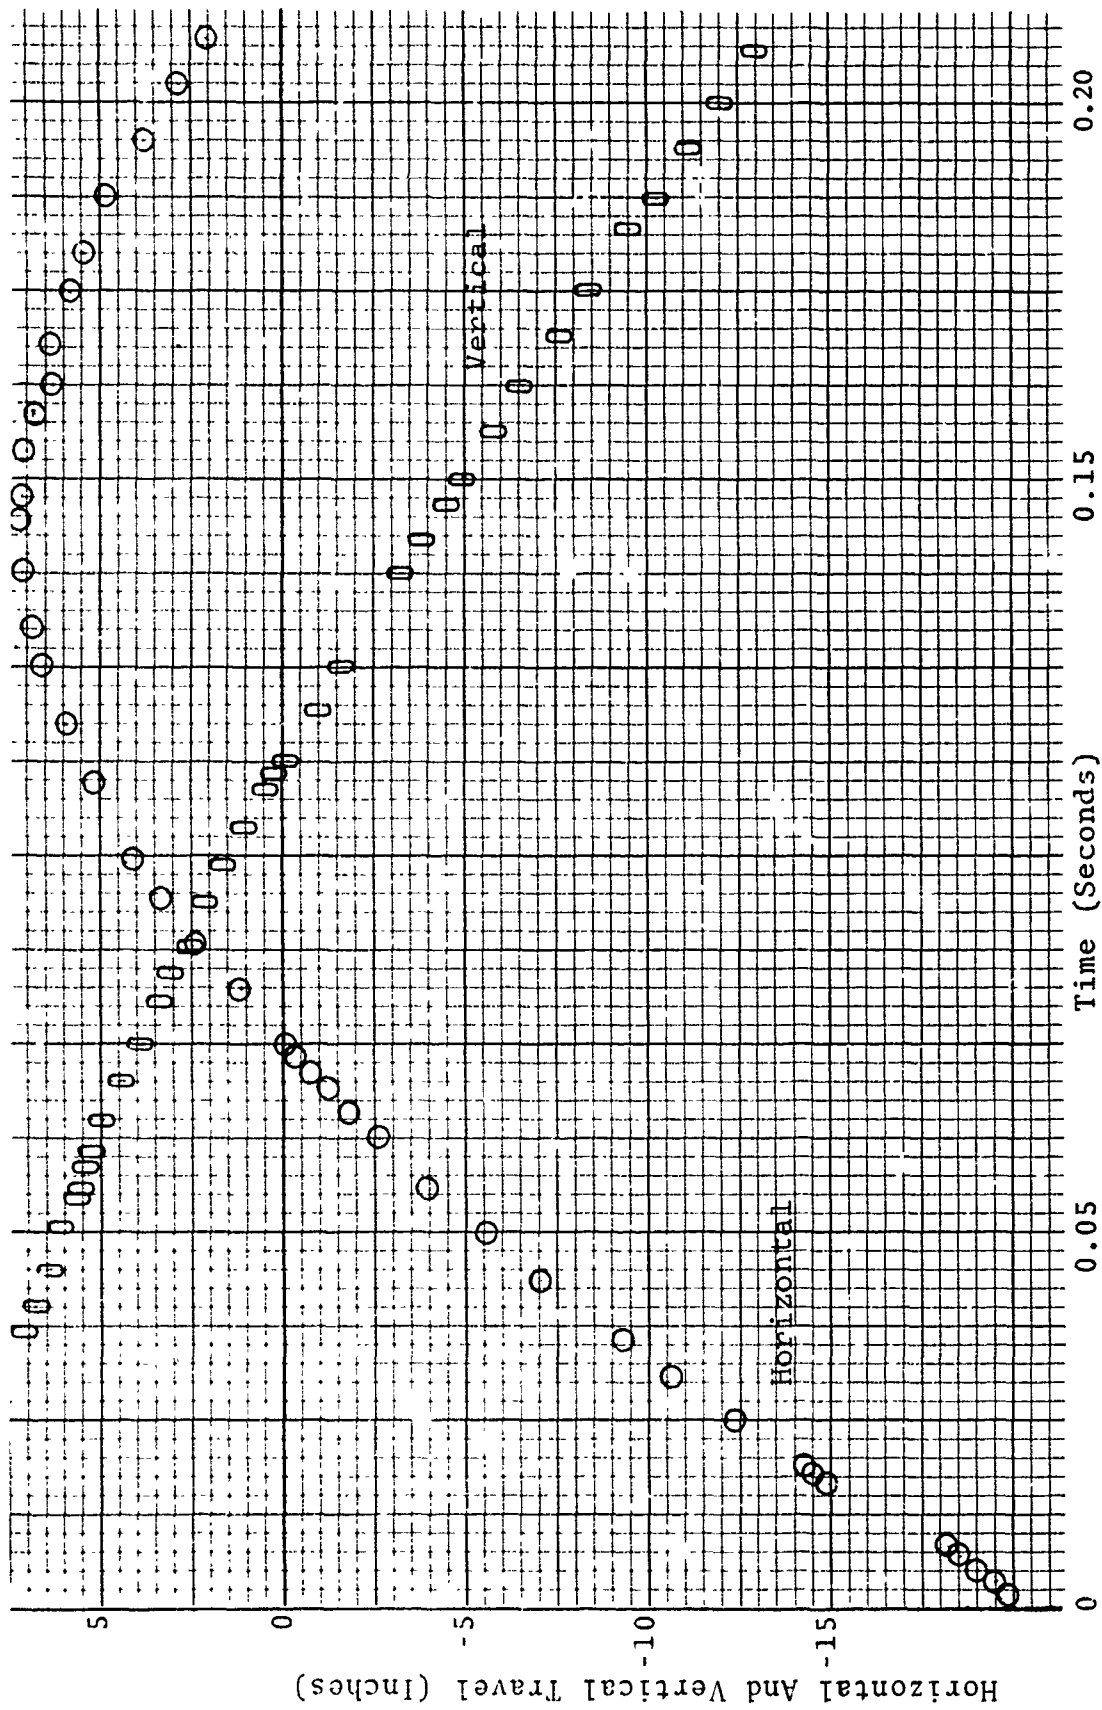 Horizontal And Vertical Travel (Inches)
5
0
-5
-10
-15
Vertical
Horizontal
0
0.05
0.15
0.20
Time (Seconds)